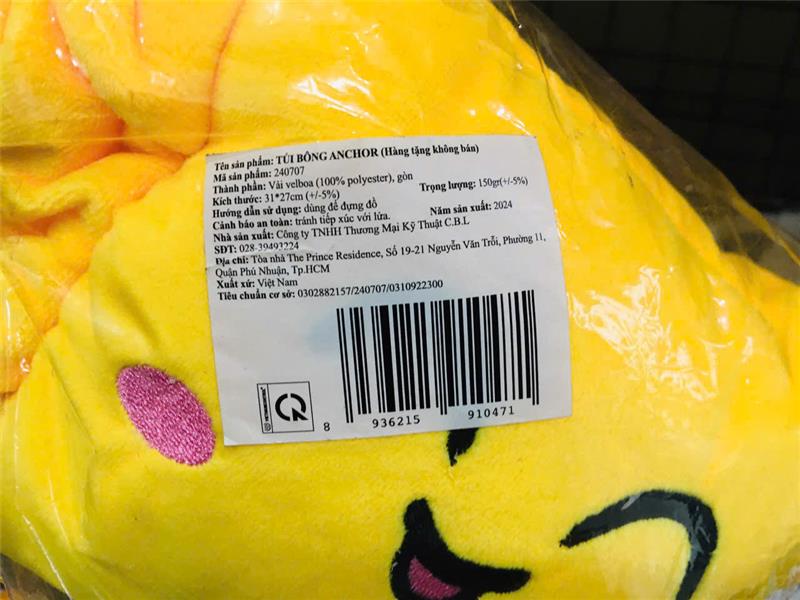 Tên sản phẩm: TÚI BÔNG ANCHOR (Hàng tặng không bán)
Mã sản phẩm: 240707
Thành phần: Vải velboa (100% polyester), gòn
Kích thước: 31*27cm (+/-5%) Trọng lượng: 150gr(+/-5%)
Hướng dẫn sử dụng: dùng để đựng đồ
Cảnh báo an toàn: tránh tiếp xúc với lửa. Năm sản xuất: 2024
Nhà sản xuất: Công ty TNHH Thương Mại Kỹ Thuật C.B.L
SĐT: 028-39493224
Địa chỉ: Tòa nhà The Prince Residence, Số 19-21 Nguyễn Văn Trỗi, Phường 11,
Quận Phú Nhuận, Tp.HCM
Xuất xứ: Việt Nam
Tiêu chuẩn cơ sở: 0302882157/240707/0310922300
8 936215 910471